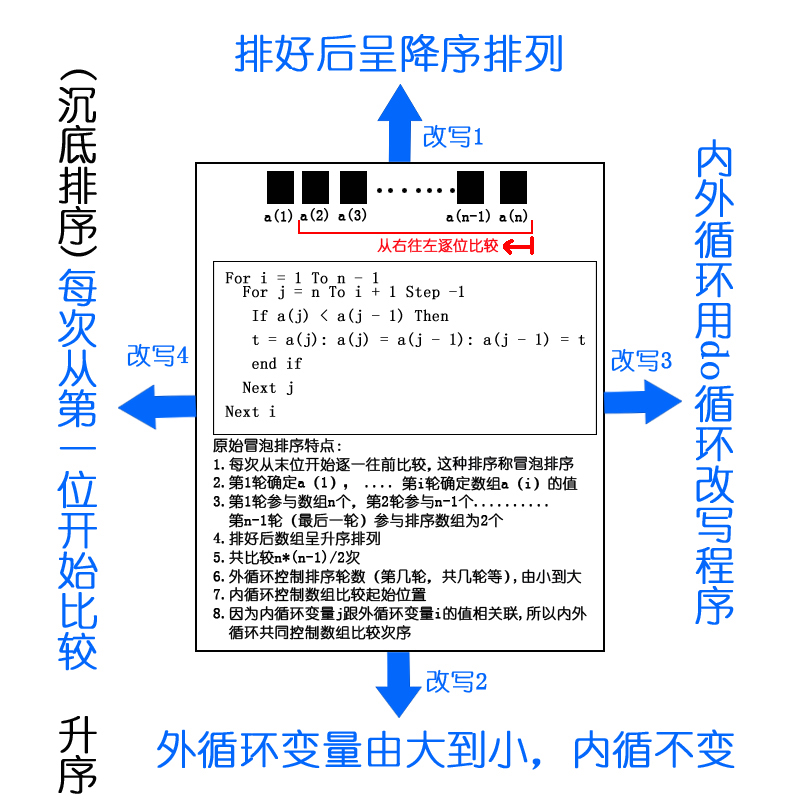 排好后呈降序排列
改写1
a(1) a(2) a(3) a(n-1) a(n)
从右往左逐位比较
For i = 1 To n - 1
For j = n To i + 1 Step -1
If a(j) < a(j - 1) Then
t = a(j): a(j) = a(j - 1): a(j - 1) = t
end if
Next j
Next i
原始冒泡排序特点:
1. 每次从末位开始逐一往前比较, 这种排序称冒泡排序
2. 第1轮确定a（1）， .... 第i轮确定数组a（i）的值
3. 第1轮参与数组n个，第2轮参与n-1个..........
第n-1轮（最后一轮）参与排序数组为2个
4. 排好后数组呈升序排列
5. 共比较n*(n-1)/2次
6. 外循环控制排序轮数（第几轮，共几轮等）, 由小到大
7. 内循环控制数组比较起始位置
8. 因为内循环变量j跟外循环变量i的值相关联, 所以内外
循环共同控制数组比较次序
改写4
（沉底排序）每次从第一位开始比较 升序
改写3
内外循环用do循环改写程序
改写2
外循环变量由大到小，内循不变